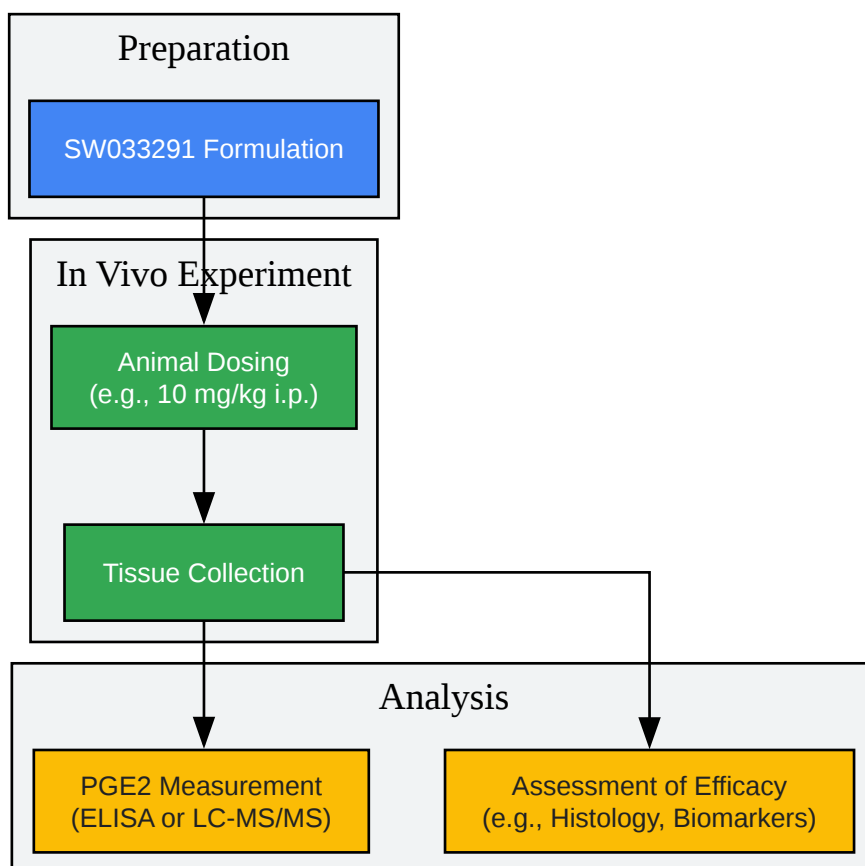 Preparation
SW033291 Formulation
In Vivo Experiment
Animal Dosing
(e.g., 10 mg/kg i.p.)
Tissue Collection
Analysis
PGE2 Measurement
(ELISA or LC-MS/MS)
Assessment of Efficacy
(e.g., Histology, Biomarkers)